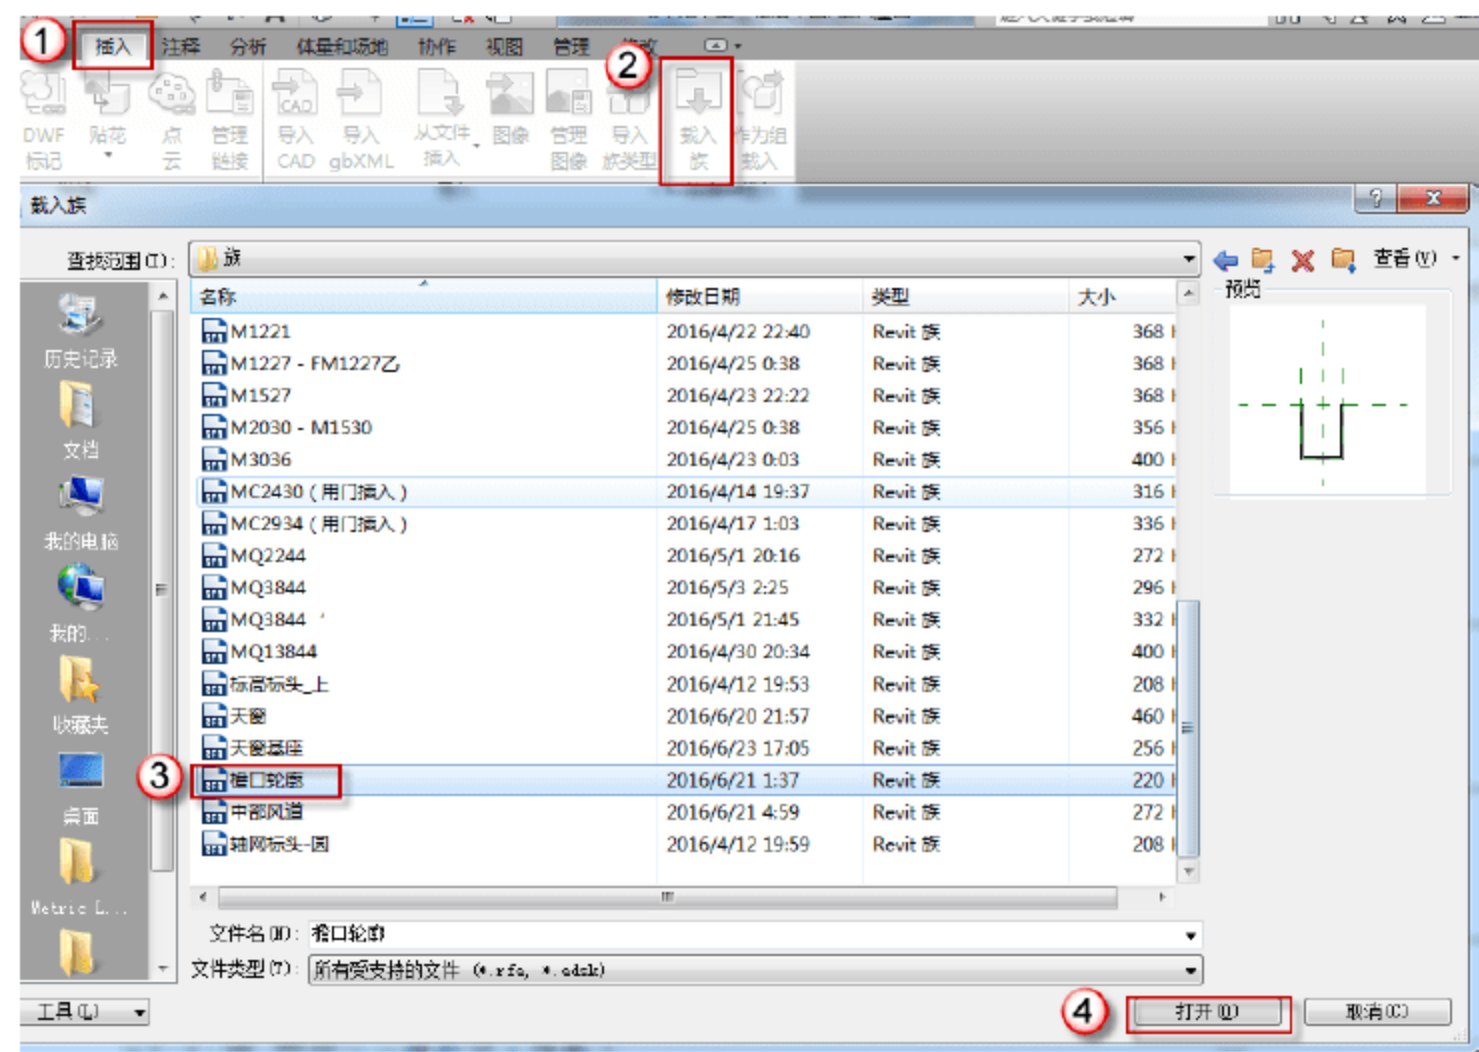 ① 插入 注释 分析 体量和场地 协作 视图 管理 修改
② DWF 贴花 点 管理 导入 导入 从文件 图像 管理 导入 载入 作为组
标记 云 链接 CAD gbXML 插入 图像 族类型 族 载入
载入族
查找范围(I): 族 查看(V)
名称 修改日期 类型 大小 预览
M1221 2016/4/22 22:40 Revit 族 368
M1227 - FM1227乙 2016/4/25 0:38 Revit 族 368
历史记录
M1527 2016/4/23 22:22 Revit 族 368
M2030 - M1530 2016/4/25 0:38 Revit 族 356
文档
M3036 2016/4/23 0:03 Revit 族 400
MC2430 ( 用门插入 ) 2016/4/14 19:37 Revit 族 316
MC2934 ( 用门插入 ) 2016/4/17 1:03 Revit 族 336
我的电脑
MQ2244 2016/5/1 20:16 Revit 族 272
MQ3844 2016/5/3 2:25 Revit 族 296
MQ3844 ‘ 2016/5/1 21:45 Revit 族 332
我的...
MQ13844 2016/4/30 20:34 Revit 族 400
标高标头_上 2016/4/12 19:53 Revit 族 208
天窗 2016/6/20 21:57 Revit 族 460
收藏夹
天窗基座 2016/6/23 17:05 Revit 族 256
③ 檐口轮廓 2016/6/21 1:37 Revit 族 220
中部风道 2016/6/21 4:59 Revit 族 272
桌面
轴网标头-圆 2016/4/12 19:59 Revit 族 208
Metric L...
文件名(N): 檐口轮廓
文件类型(T): 所有受支持的文件 (*.rfa, *.adsk)
工具(L) ④ 打开(O) 取消(C)